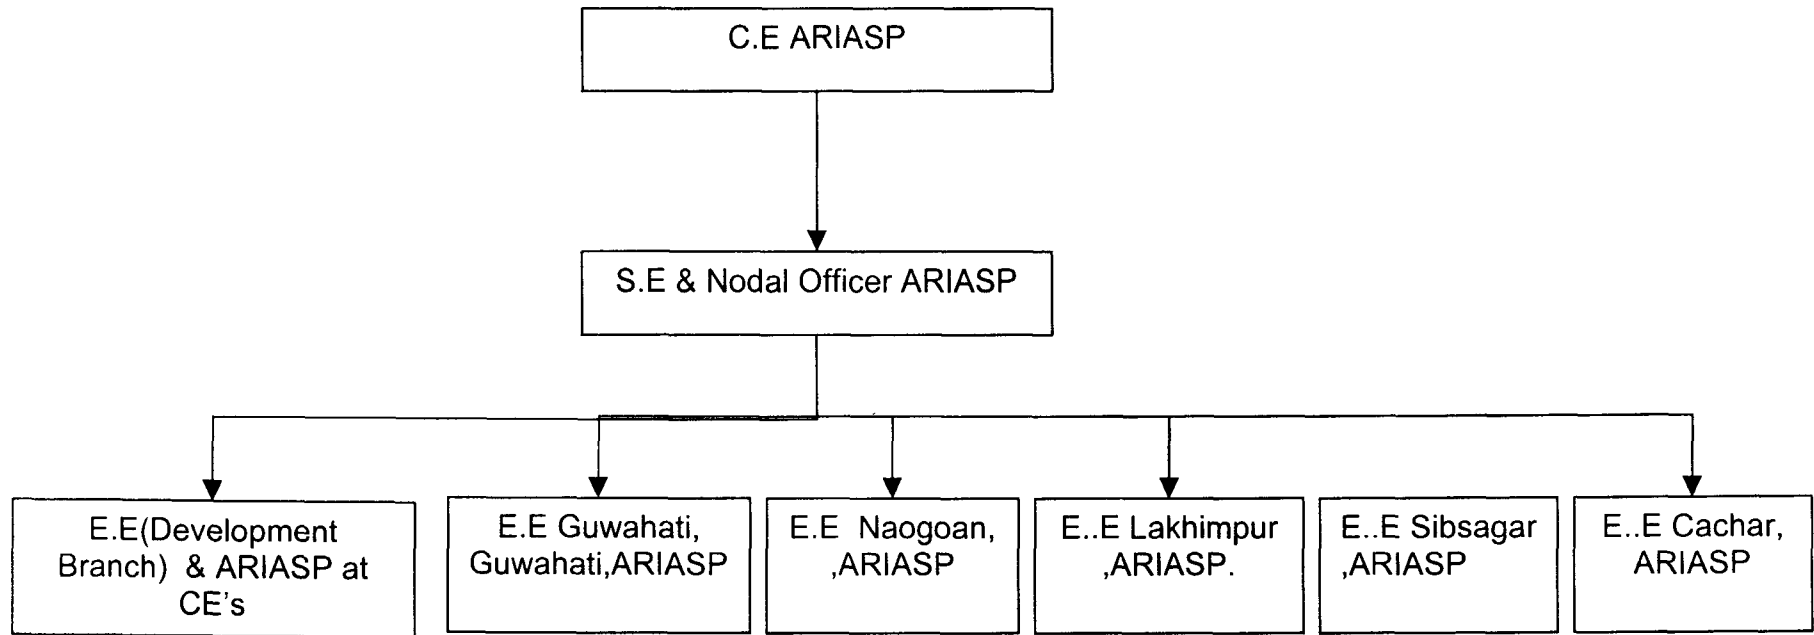 C.E ARIASP
S.E & Nodal Officer ARIASP
E.E(Development
Branch) & ARIASP at
CE's
E.E Guwahati,
Guwahati,ARIASP
E.E Naogoan,
,ARIASP
E..E Lakhimpur
,ARIASP.
E..E Sibsagar
,ARIASP
E..E Cachar,
ARIASP